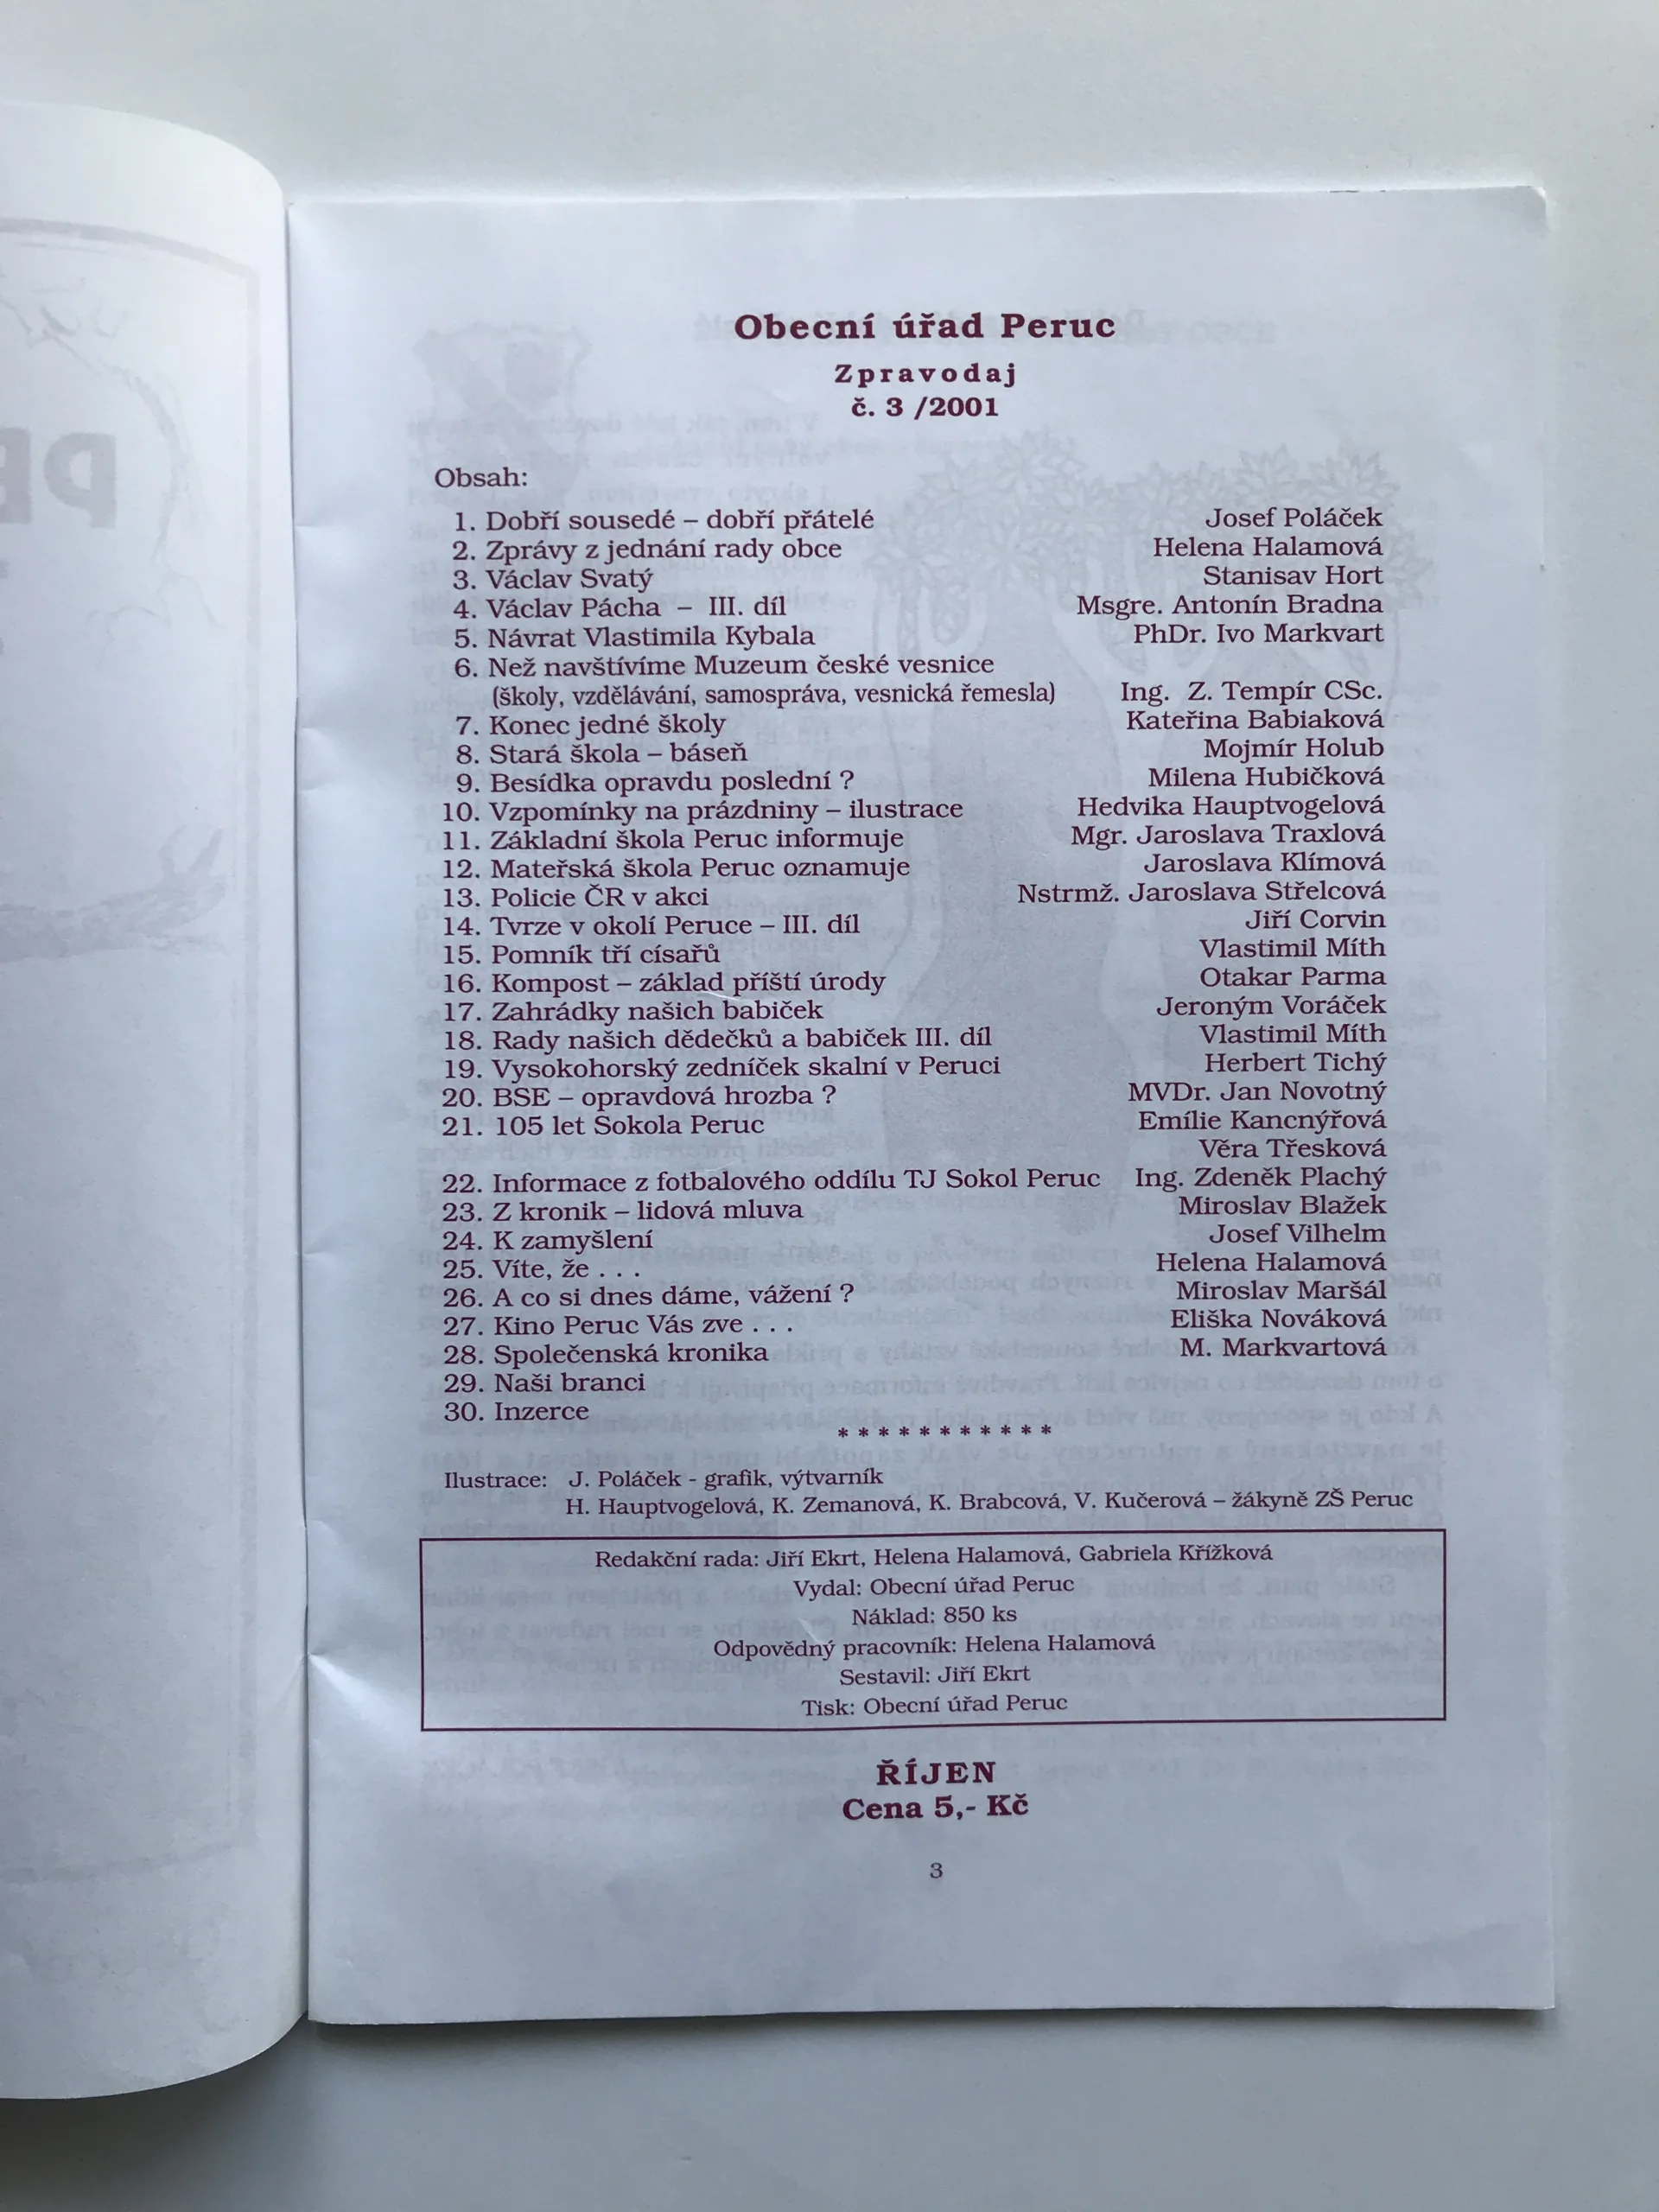 Obecní úřad Peruc
Zpravodaj
č. 3 /2001
Obsah:
1. Dobří sousedé – dobří přátelé Josef Poláček
2. Zprávy z jednání rady obce Helena Halamová
3. Václav Svatý Stanisav Hort
4. Václav Pácha – III. díl Msgre. Antonín Bradna
5. Návrat Vlastimila Kybala PhDr. Ivo Markvart
6. Než navštívíme Muzeum české vesnice
(školy, vzdělávání, samospráva, vesnická řemesla) Ing. Z. Tempír CSc.
7. Konec jedné školy Kateřina Babiaková
8. Stará škola – báseň Mojmír Holub
9. Besídka opravdu poslední ? Milena Hubičková
10. Vzpomínky na prázdniny – ilustrace Hedvika Hauptvogelová
11. Základní škola Peruc informuje Mgr. Jaroslava Traxlová
12. Mateřská škola Peruc oznamuje Jaroslava Klímová
13. Policie ČR v akci Nstrmž. Jaroslava Střelcová
14. Tvrze v okolí Peruce – III. díl Jiří Corvin
15. Pomník tří císařů Vlastimil Míth
16. Kompost – základ příští úrody Otakar Parma
17. Zahrádky našich babiček Jeroným Voráček
18. Rady našich dědečků a babiček III. díl Vlastimil Míth
19. Vysokohorský zedníček skalní v Peruci Herbert Tichý
20. BSE – opravdová hrozba ? MVDr. Jan Novotný
21. 105 let Sokola Peruc Emílie Kancnýřová
Věra Třesková
22. Informace z fotbalového oddílu TJ Sokol Peruc Ing. Zdeněk Plachý
23. Z kronik – lidová mluva Miroslav Blažek
24. K zamyšlení Josef Vilhelm
25. Víte, že . . . Helena Halamová
26. A co si dnes dáme, vážení ? Miroslav Maršál
27. Kino Peruc Vás zve . . . Eliška Nováková
28. Společenská kronika M. Markvartová
29. Naši branci
30. Inzerce
* * * * * * * * * * *
Ilustrace: J. Poláček - grafik, výtvarník
H. Hauptvogelová, K. Zemanová, K. Brabcová, V. Kučerová – žákyně ZŠ Peruc
Redakční rada: Jiří Ekrt, Helena Halamová, Gabriela Křížková
Vydal: Obecní úřad Peruc
Náklad: 850 ks
Odpovědný pracovník: Helena Halamová
Sestavil: Jiří Ekrt
Tisk: Obecní úřad Peruc
ŘÍJEN
Cena 5,- Kč
3